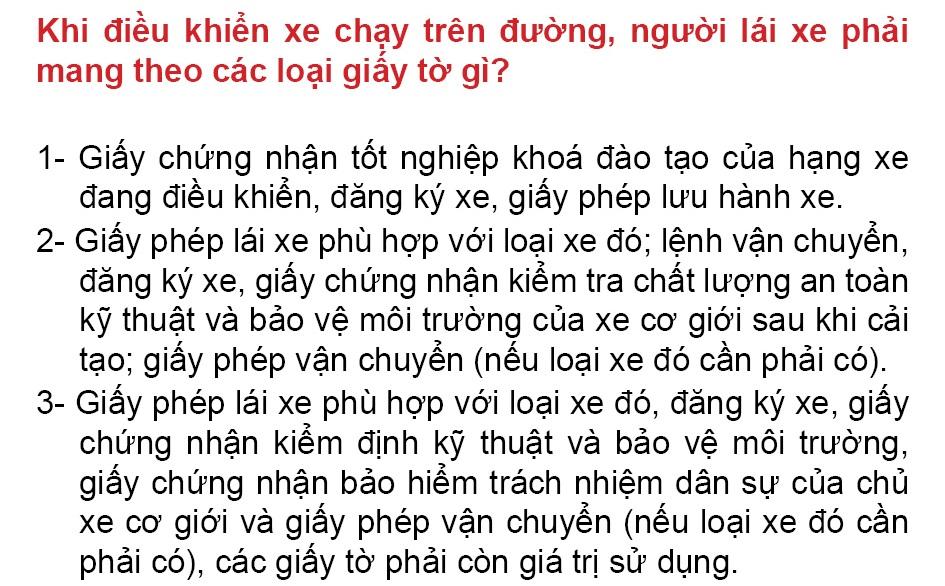 Khi điều khiển xe chạy trên đường, người lái xe phải
mang theo các loại giấy tờ gì?
1- Giấy chứng nhận tốt nghiệp khoá đào tạo của hạng xe
đang điều khiển, đăng ký xe, giấy phép lưu hành xe.
2- Giấy phép lái xe phù hợp với loại xe đó; lệnh vận chuyển,
đăng ký xe, giấy chứng nhận kiểm tra chất lượng an toàn
kỹ thuật và bảo vệ môi trường của xe cơ giới sau khi cải
tạo; giấy phép vận chuyển (nếu loại xe đó cần phải có).
3- Giấy phép lái xe phù hợp với loại xe đó, đăng ký xe, giấy
chứng nhận kiểm định kỹ thuật và bảo vệ môi trường,
giấy chứng nhận bảo hiểm trách nhiệm dân sự của chủ
xe cơ giới và giấy phép vận chuyển (nếu loại xe đó cần
phải có), các giấy tờ phải còn giá trị sử dụng.